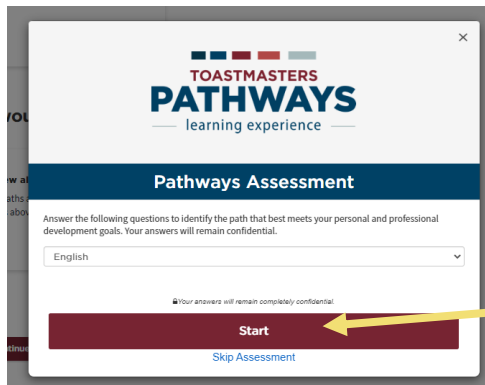 ×
TOASTMASTERS
PATHWAYS
learning experience
Pathways Assessment
Answer the following questions to identify the path that best meets your personal and professional
development goals. Your answers will remain confidential.
English
Your answers will remain completely confidential.
Start
Skip Assessment